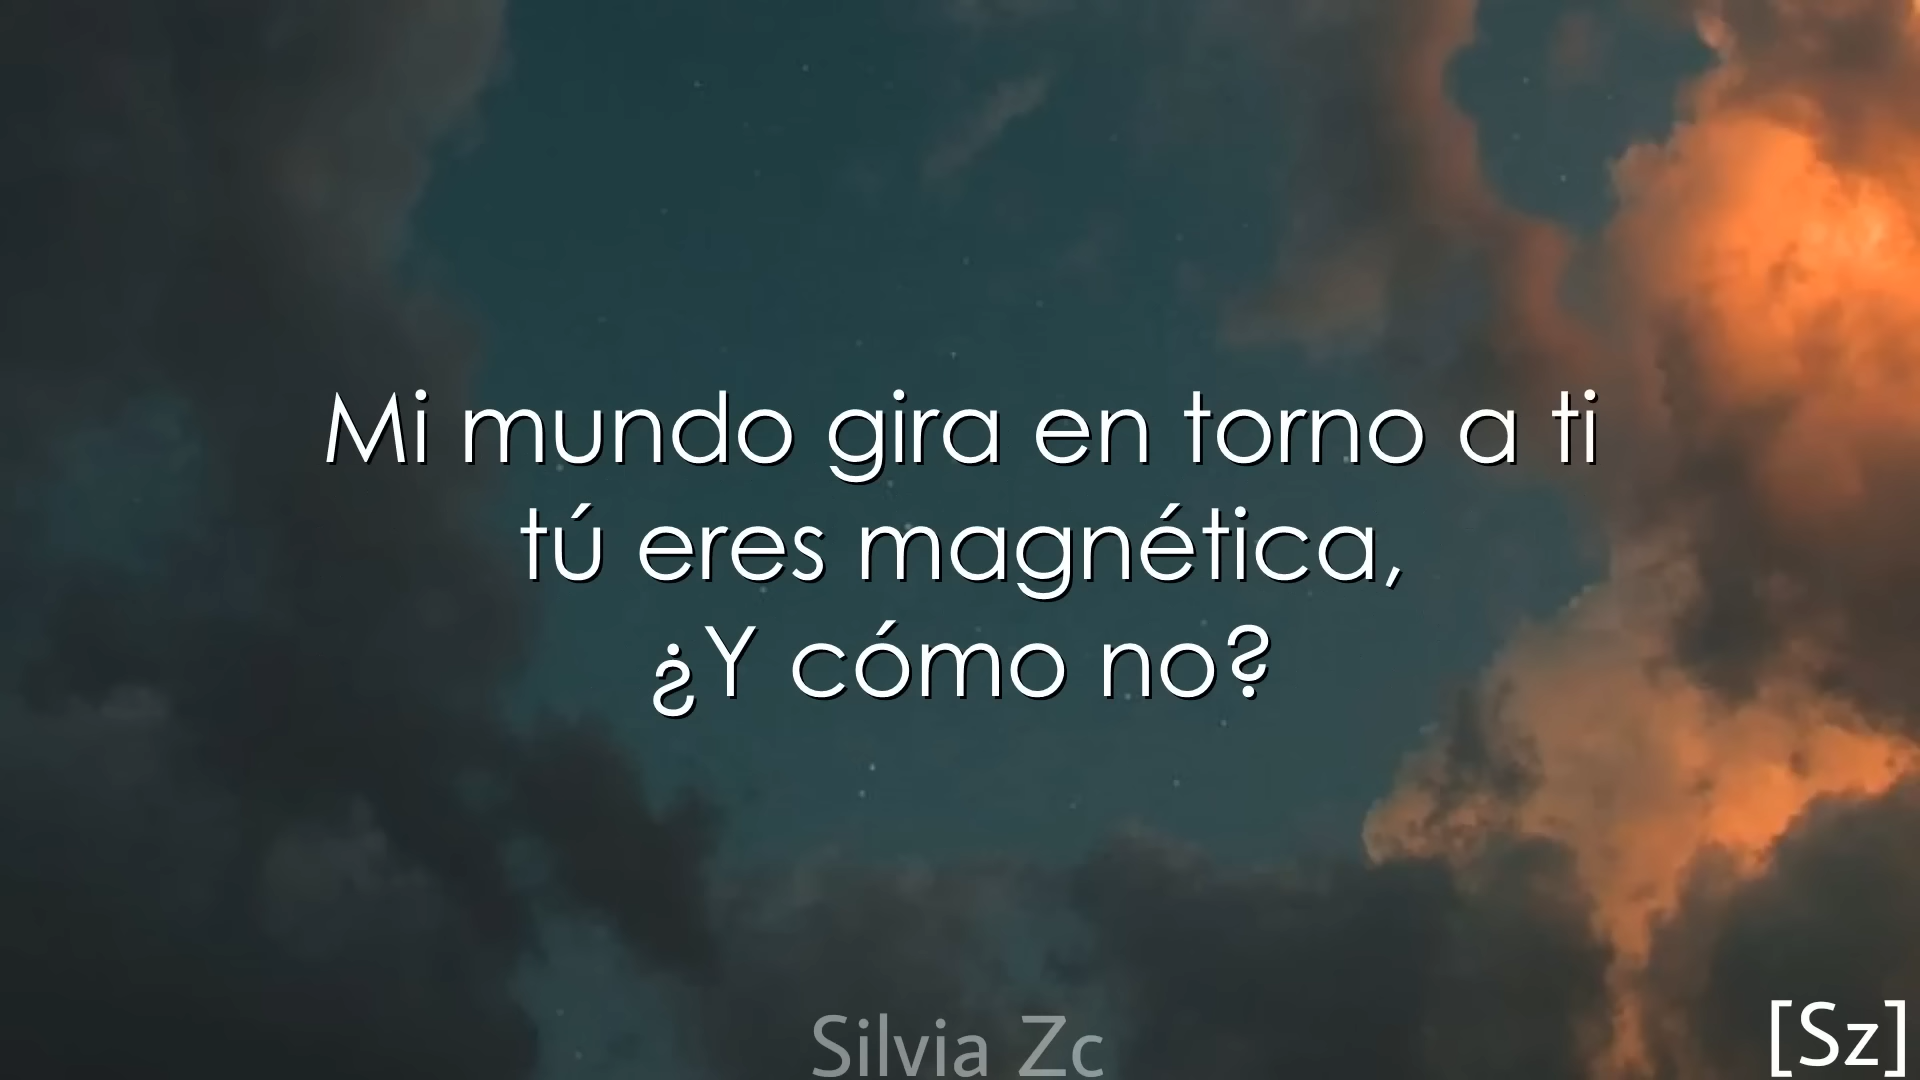 Mi mundo gira en torno a ti
tú eres magnética,
¿Y cómo no?
Silvia Zc
[Sz]